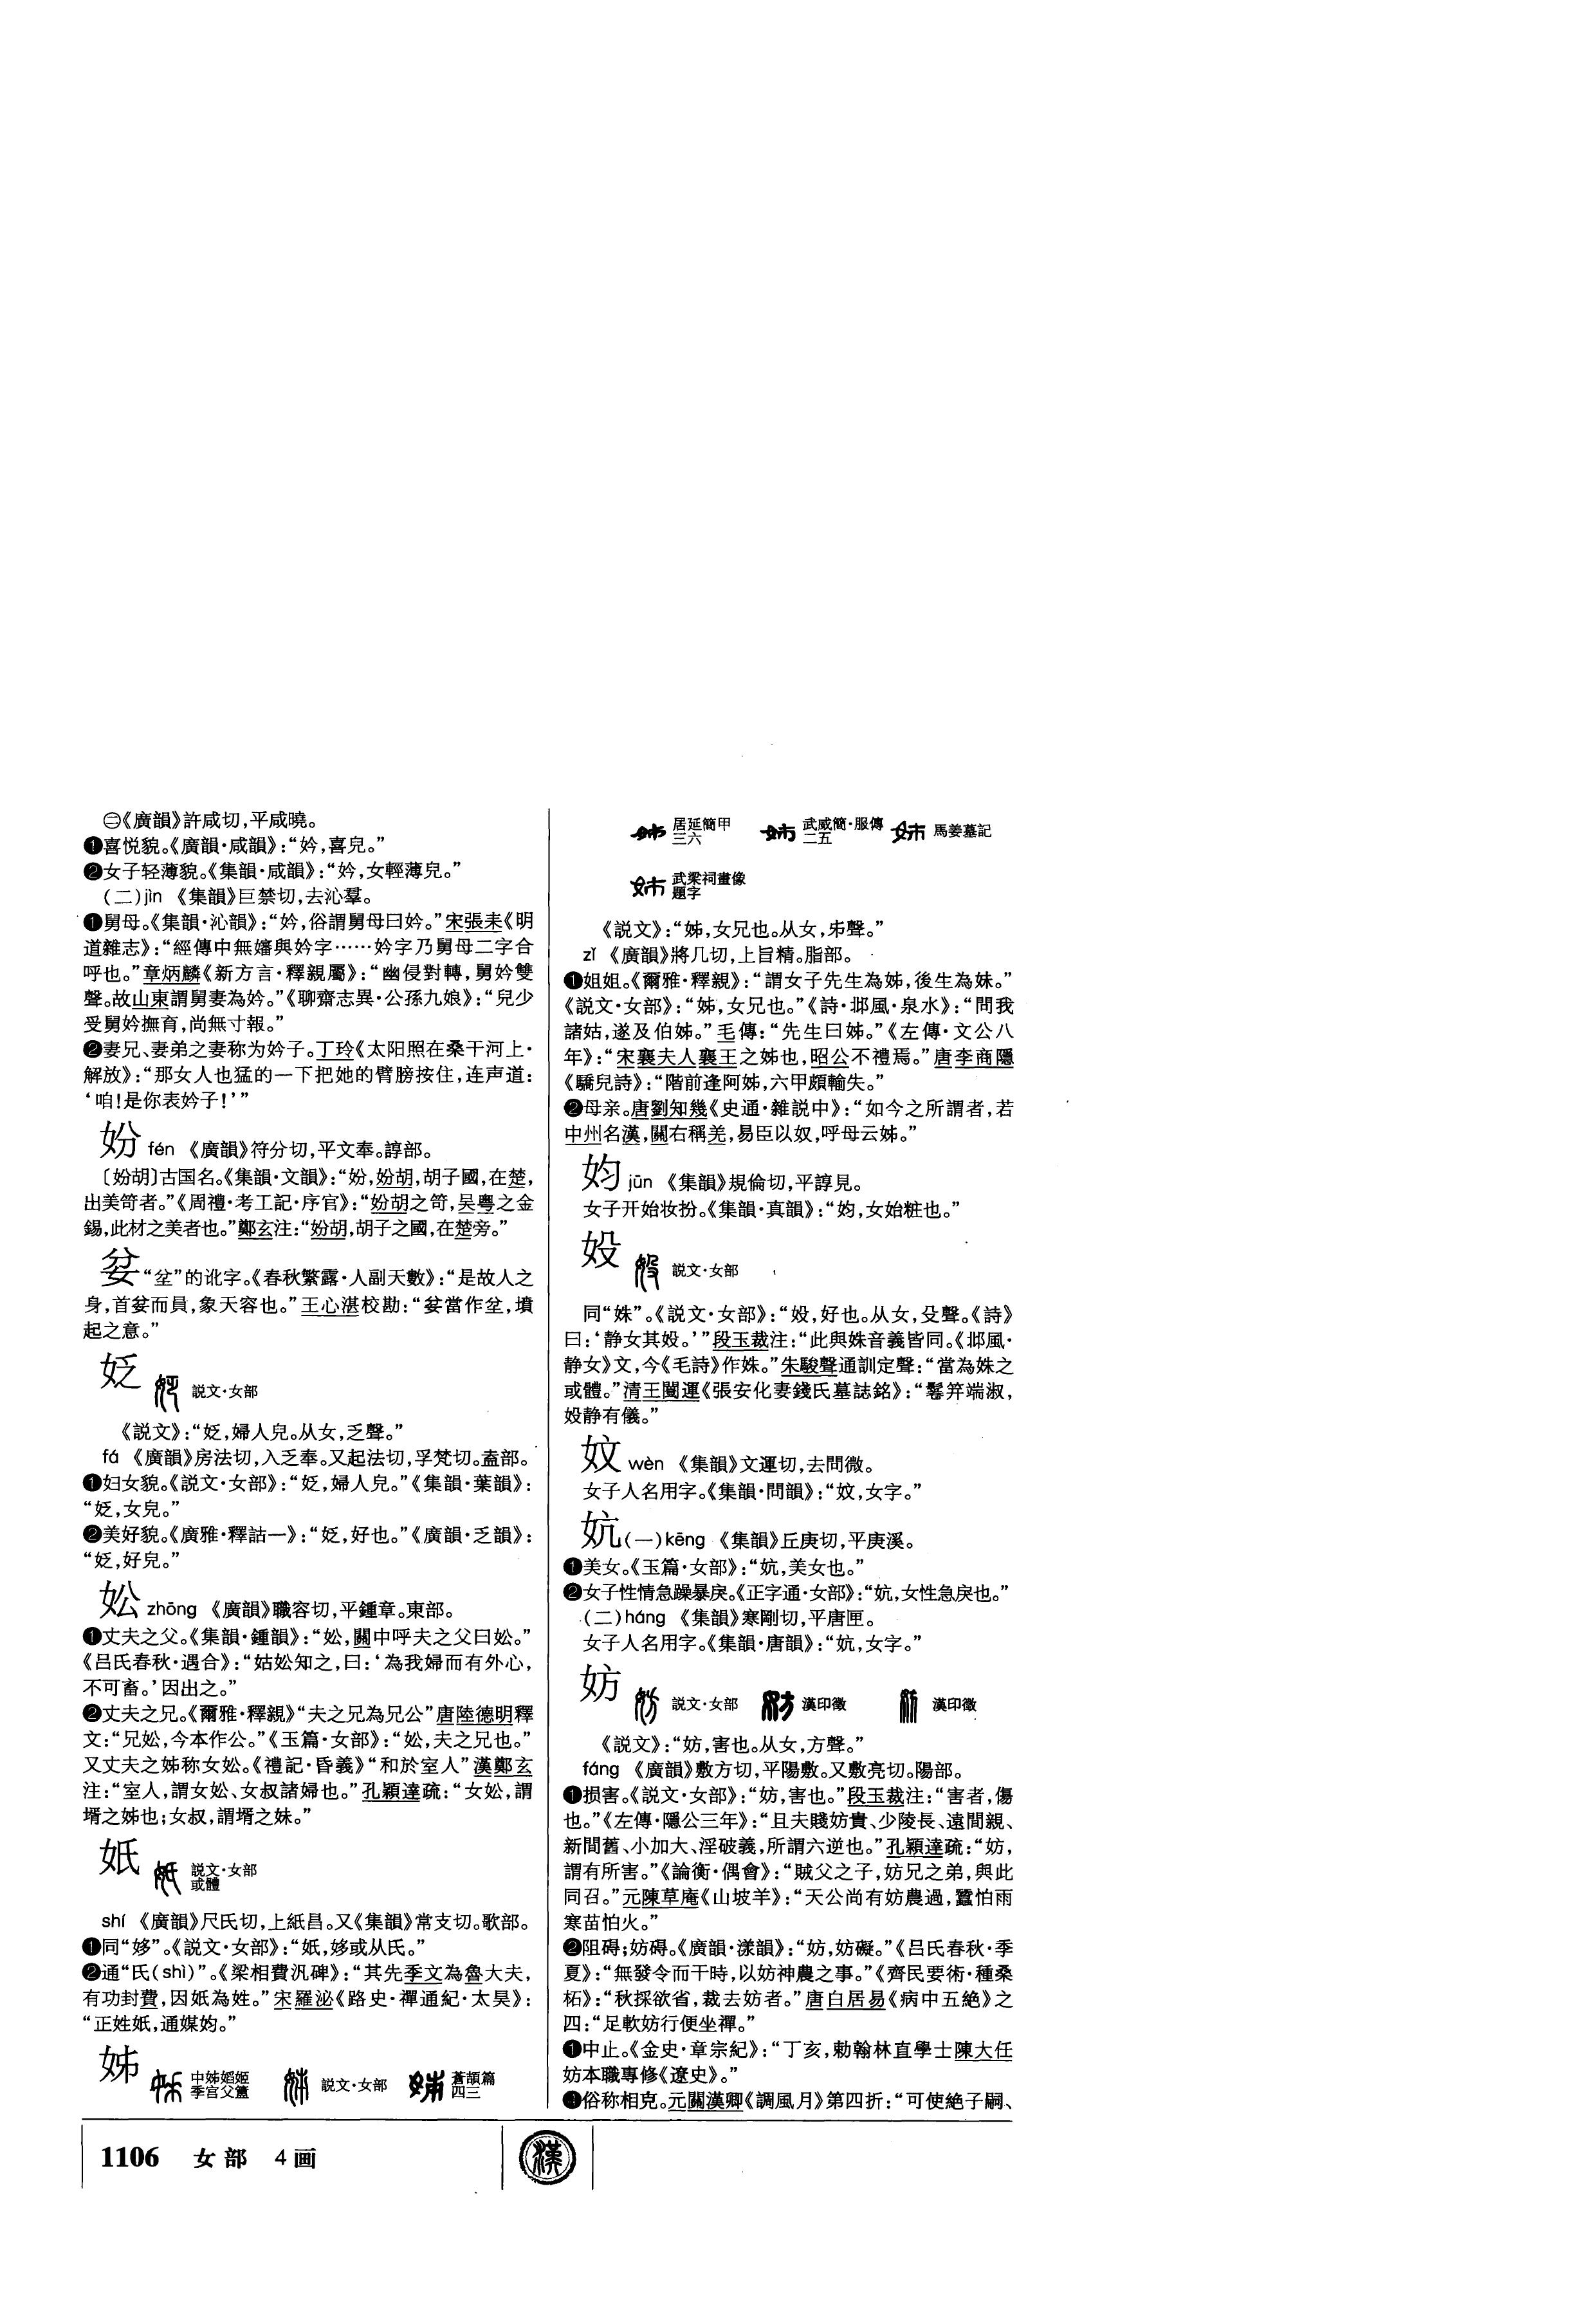 ㊁《廣韻》許咸切,平咸曉。
❶喜悦貌。《廣韻·咸韻》:“妗,喜皃。”
❷女子轻薄貌。《集韻·咸韻》:“妗,女輕薄皃。”
(二)jìn 《集韻》巨禁切,去沁羣。
❶舅母。《集韻·沁韻》:“妗,俗謂舅母曰妗。”宋張耒《明
道雜志》:“經傳中無嬸與妗字……妗字乃舅母二字合
呼也。”章炳麟《新方言·釋親屬》:“幽侵對轉,舅妗雙
聲。故山東謂舅妻為妗。”《聊齋志異·公孫九娘》:“兒少
受舅妗撫育,尚無寸報。”
❷妻兄、妻弟之妻称为妗子。丁玲《太阳照在桑干河上·
解放》:“那女人也猛的一下把她的臂膀按住,连声道:
‘咱!是你表妗子!’”
妢 fén 《廣韻》符分切,平文奉。諄部。
〔妢胡〕古国名。《集韻·文韻》:“妢,妢胡,胡子國,在楚,
出美笴者。”《周禮·考工記·序官》:“妢胡之笴,吴粤之金
錫,此材之美者也。”鄭玄注:“妢胡,胡子之國,在楚旁。”
㚮 “坌”的讹字。《春秋繁露·人副天數》:“是故人之
身,首㚮而員,象天容也。”王心湛校勘:“㚮當作坌,墳
起之意。”
姂 説文·女部
《説文》:“姂,婦人皃。从女,乏聲。”
fá 《廣韻》房法切,入乏奉。又起法切,孚梵切。盍部。
❶妇女貌。《説文·女部》:“姂,婦人皃。”《集韻·葉韻》:
“姂,女皃。”
❷美好貌。《廣雅·釋詁一》:“姂,好也。”《廣韻·乏韻》:
“姂,好皃。”
妐 zhōng 《廣韻》職容切,平鍾章。東部。
❶丈夫之父。《集韻·鍾韻》:“妐,關中呼夫之父曰妐。”
《吕氏春秋·遇合》:“姑妐知之,曰:‘為我婦而有外心,
不可畜。’因出之。”
❷丈夫之兄。《爾雅·釋親》“夫之兄為兄公”唐陸德明釋
文:“兄妐,今本作公。”《玉篇·女部》:“妐,夫之兄也。”
又丈夫之姊称女妐。《禮記·昏義》“和於室人”漢鄭玄
注:“室人,謂女妐、女叔諸婦也。”孔穎達疏:“女妐,謂
壻之姊也;女叔,謂壻之妹。”
妷 説文·女部
或體
shí 《廣韻》尺氏切,上紙昌。又《集韻》常支切。歌部。
❶同“姼”。《説文·女部》:“㚷,姼或从氏。”
❷通“氏(shì)”。《梁相費汎碑》:“其先季文為魯大夫,
有功封費,因㚷為姓。”宋羅泌《路史·禪通紀·太昊》:
“正姓㚷,通媒妁。”
姊 中姊媹姬
季宫父簠 説文·女部 蒼頡篇
四三
居延簡甲
三六 武威簡·服傳
二五 馬姜墓記
武梁祠畫像
題字
《説文》:“姊,女兄也。从女,𠂔聲。”
zǐ 《廣韻》將几切,上旨精。脂部。
❶姐姐。《爾雅·釋親》:“謂女子先生為姊,後生為妹。”
《説文·女部》:“姊,女兄也。”《詩·邶風·泉水》:“問我
諸姑,遂及伯姊。”毛傳:“先生曰姊。”《左傳·文公八
年》:“宋襄夫人襄王之姊也,昭公不禮焉。”唐李商隱
《驕兒詩》:“階前逢阿姊,六甲頗輸失。”
❷母亲。唐劉知幾《史通·雜説中》:“如今之所謂者,若
中州名漢,關右稱羌,易臣以奴,呼母云姊。”
㚬 jūn 《集韻》規倫切,平諄見。
女子开始妆扮。《集韻·真韻》:“㚬,女始粧也。”
㚫 説文·女部
同“姝”。《説文·女部》:“㚫,好也。从女,殳聲。《詩》
曰:‘静女其㚫。’”段玉裁注:“此與姝音義皆同。《邶風·
静女》文,今《毛詩》作姝。”朱駿聲通訓定聲:“當為姝之
或體。”清王闓運《張安化妻錢氏墓誌銘》:“髻笄端淑,
㚫静有儀。”
妏 wèn 《集韻》文運切,去問微。
女子人名用字。《集韻·問韻》:“妏,女字。”
妔 (一)kēng 《集韻》丘庚切,平庚溪。
❶美女。《玉篇·女部》:“妔,美女也。”
❷女子性情急躁暴戾。《正字通·女部》:“妔,女性急戾也。”
(二)háng 《集韻》寒剛切,平唐匣。
女子人名用字。《集韻·唐韻》:“妔,女字。”
妨 説文·女部 漢印徵 漢印徵
《説文》:“妨,害也。从女,方聲。”
fáng 《廣韻》敷方切,平陽敷。又敷亮切。陽部。
❶损害。《説文·女部》:“妨,害也。”段玉裁注:“害者,傷
也。”《左傳·隱公三年》:“且夫賤妨貴、少陵長、遠間親、
新間舊、小加大、淫破義,所謂六逆也。”孔穎達疏:“妨,
謂有所害。”《論衡·偶會》:“賊父之子,妨兄之弟,與此
同召。”元陳草庵《山坡羊》:“天公尚有妨農過,蠶怕雨
寒苗怕火。”
❷阻碍;妨碍。《廣韻·漾韻》:“妨,妨礙。”《吕氏春秋·季
夏》:“無發令而干時,以妨神農之事。”《齊民要術·種桑
柘》:“秋採欲省,裁去妨者。”唐白居易《病中五絶》之
四:“足軟妨行便坐禪。”
❶中止。《金史·章宗紀》:“丁亥,勅翰林直學士陳大任
妨本職專修《遼史》。”
❹俗称相克。元關漢卿《調風月》第四折:“可使絶子嗣、
1106 女部 4画 漢